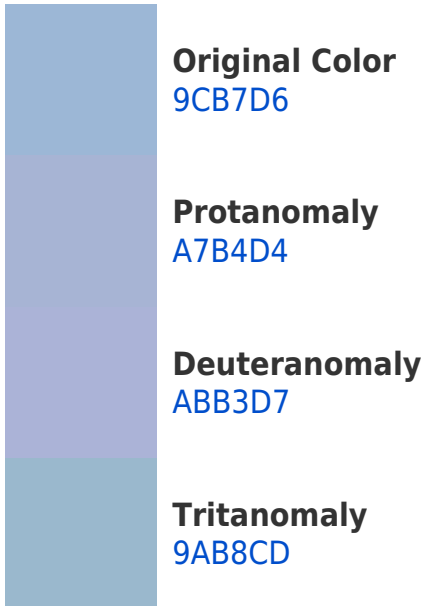 Original Color
9CB7D6
Protanomaly
A7B4D4
Deuteranomaly
ABB3D7
Tritanomaly
9AB8CD